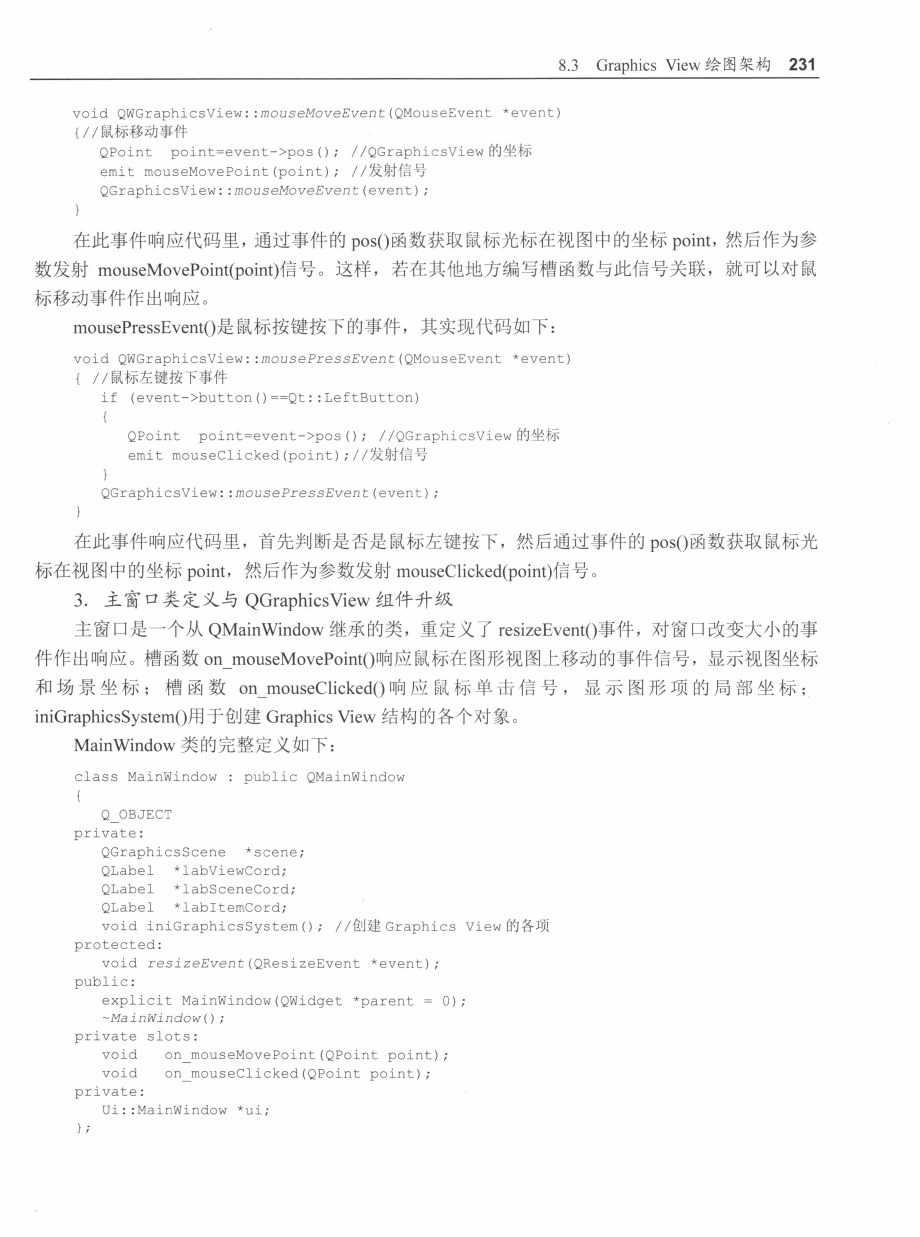 8.3 Graphics View 绘图架构 231
void QWGraphicsView::mouseMoveEvent(QMouseEvent *event)
{//鼠标移动事件
QPoint point=event->pos(); //QGraphicsView 的坐标
emit mouseMovePoint(point); //发射信号
QGraphicsView::mouseMoveEvent(event);
}
在此事件响应代码里，通过事件的 pos()函数获取鼠标光标在视图中的坐标 point，然后作为参
数发射 mouseMovePoint(point)信号。这样，若在其他地方编写槽函数与此信号关联，就可以对鼠
标移动事件作出响应。
mousePressEvent()是鼠标按键按下的事件，其实现代码如下：
void QWGraphicsView::mousePressEvent(QMouseEvent *event)
{ //鼠标左键按下事件
if (event->button()==Qt::LeftButton)
{
QPoint point=event->pos(); //QGraphicsView 的坐标
emit mouseClicked(point);//发射信号
}
QGraphicsView::mousePressEvent(event);
}
在此事件响应代码里，首先判断是否是鼠标左键按下，然后通过事件的 pos()函数获取鼠标光
标在视图中的坐标 point，然后作为参数发射 mouseClicked(point)信号。
3．主窗口类定义与 QGraphicsView 组件升级
主窗口是一个从 QMainWindow 继承的类，重定义了 resizeEvent()事件，对窗口改变大小的事
件作出响应。槽函数 on_mouseMovePoint()响应鼠标在图形视图上移动的事件信号，显示视图坐标
和场景坐标；槽函数 on_mouseClicked()响应鼠标单击信号，显示图形项的局部坐标；
iniGraphicsSystem()用于创建 Graphics View 结构的各个对象。
MainWindow 类的完整定义如下：
class MainWindow : public QMainWindow
{
Q_OBJECT
private:
QGraphicsScene *scene;
QLabel *labViewCord;
QLabel *labSceneCord;
QLabel *labItemCord;
void iniGraphicsSystem(); //创建 Graphics View 的各项
protected:
void resizeEvent(QResizeEvent *event);
public:
explicit MainWindow(QWidget *parent = 0);
~MainWindow();
private slots:
void on_mouseMovePoint(QPoint point);
void on_mouseClicked(QPoint point);
private:
Ui::MainWindow *ui;
};